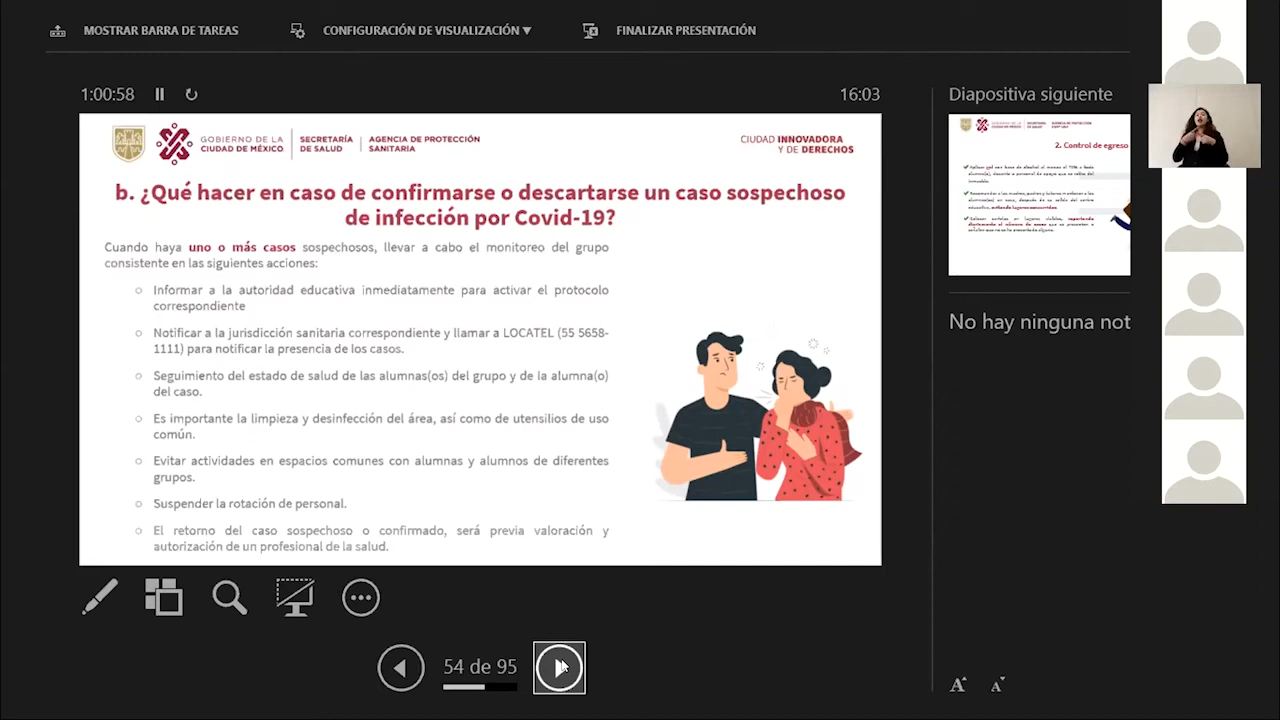 MOSTRAR BARRA DE TAREAS
CONFIGURACIÓN DE VISUALIZACIÓN ▼
FINALIZAR PRESENTACIÓN
1:00:58
16:03
GOBIERNO DE LA
CIUDAD DE MÉXICO
SECRETARÍA
DE SALUD
AGENCIA DE PROTECCIÓN
SANITARIA
CIUDAD INNOVADORA
Y DE DERECHOS
b. ¿Qué hacer e caso de confirmarse o descartarse un caso sospechoso
de infección por Covid-19?
Cuando haya uno o más casos sospechosos, llevar a cabo el monitoreo del grupo
consistente en las siguientes acciones:
Informar a la autoridad educativa inmediatamente para activar el protocolo
correspondiente
Notificar a la jurisdicción sanitaria correspondiente y llamar a LOCATEL (55 5658-
1111) para notificar la presencia de los casos.
Seguimiento del estado de salud de las alumnas(os) del grupo y de la alumna(o)
del caso.
Es importante la limpieza y desinfección del área, así como de utensilios de uso
común.
Evitar actividades en espacios comunes con alumnas y alumnos de diferentes
grupos.
Suspender la rotación de personal.
El retorno del caso sospechoso o confirmado, será previa valoración y
autorización de un profesional de la salud.
54 de 95
Diapositiva siguiente
2. Control de egreso
No hay ninguna not
A A